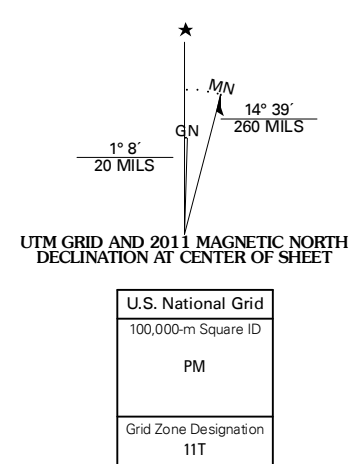 ★
MN
14° 39´
260 MILS
GN
1° 8´
20 MILS
UTM GRID AND 2011 MAGNETIC NORTH
DECLINATION AT CENTER OF SHEET
U.S. National Grid
100,000-m Square ID
PM
Grid Zone Designation
11T